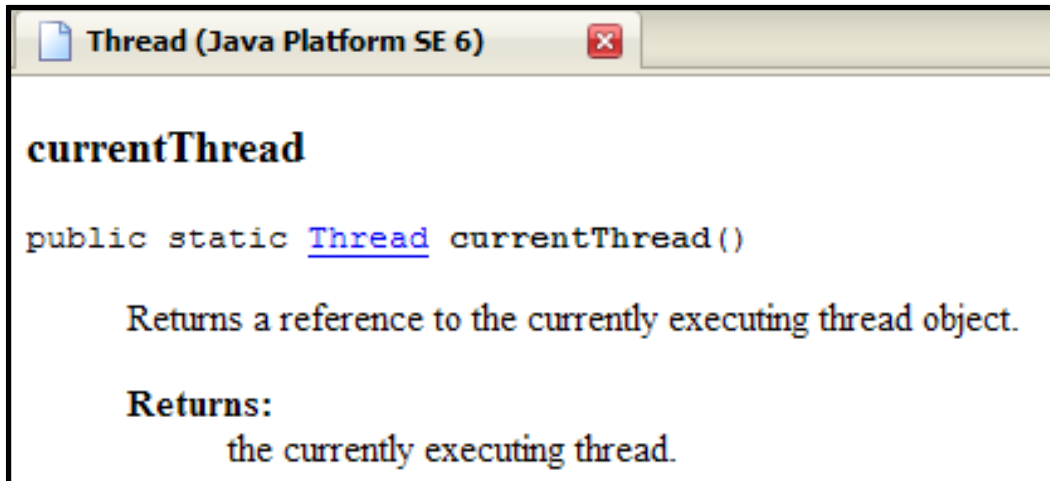 Thread (Java Platform SE 6)
currentThread
public static Thread currentThread()
Returns a reference to the currently executing thread object.
Returns:
the currently executing thread.